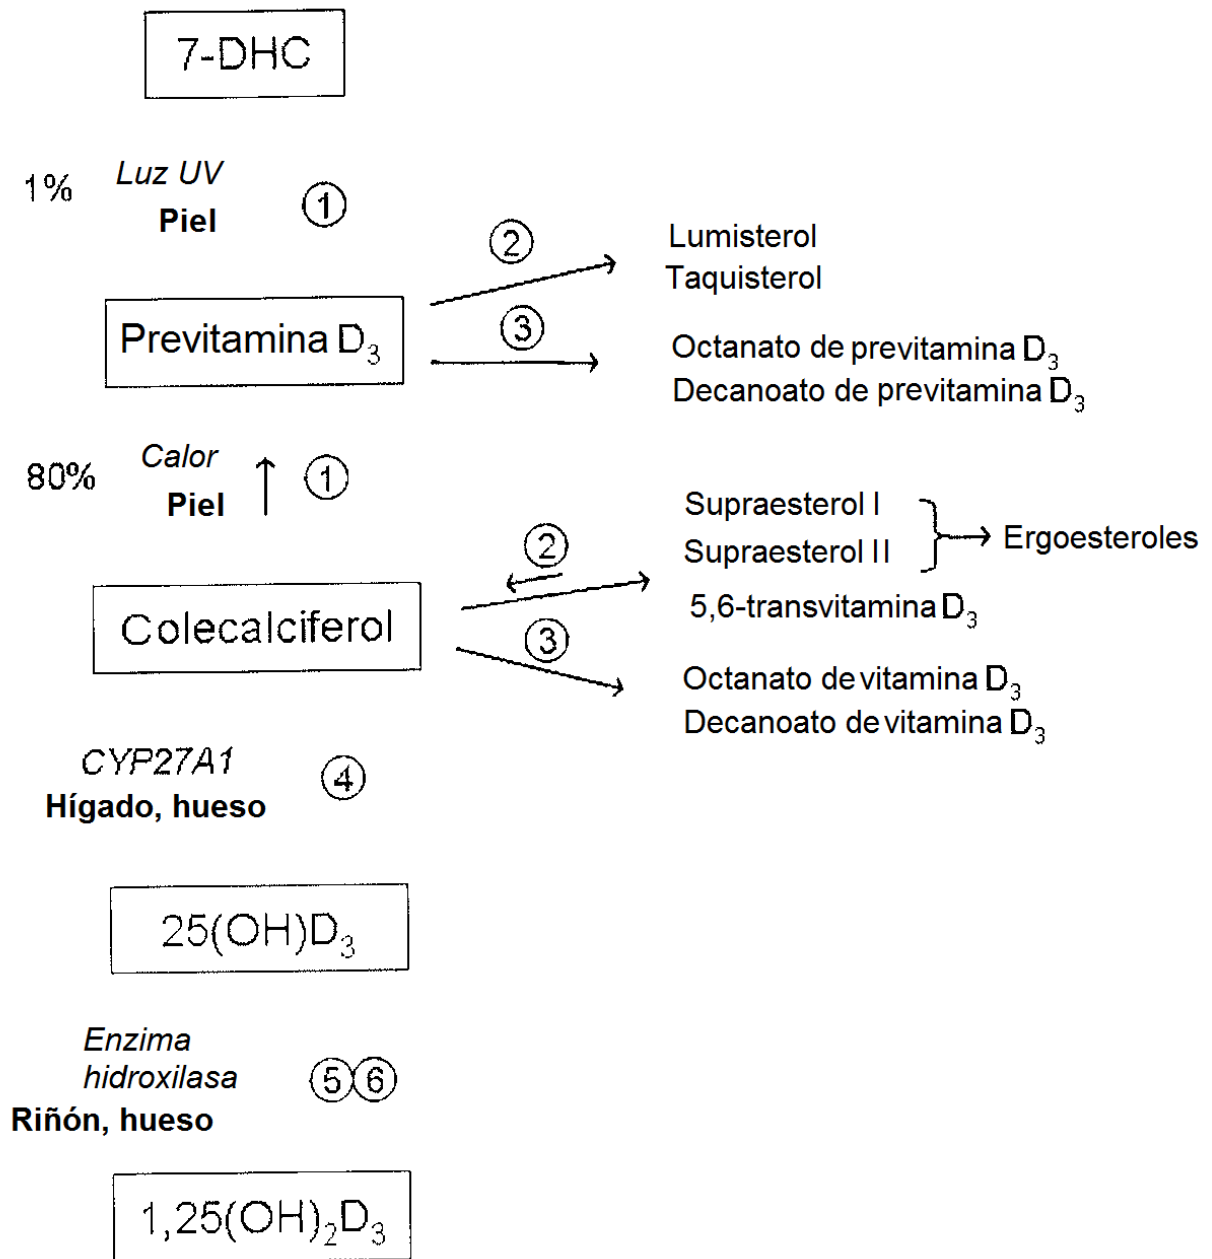 7-DHC
1%
Luz UV
Piel
①
②
Lumisterol
Taquisterol
Previtamina D₃
③
Octanato de previtamina D₃
Decanoato de previtamina D₃
80%
Calor
Piel
①
Supraesterol I
Supraesterol II
Ergoesteroles
②
5,6-transvitamina D₃
Colecalciferol
③
Octanato de vitamina D₃
Decanoato de vitamina D₃
CYP27A1
Hígado, hueso
④
25(OH)D₃
Enzima
hidroxilasa
Riñón, hueso
⑤⑥
1,25(OH)₂D₃